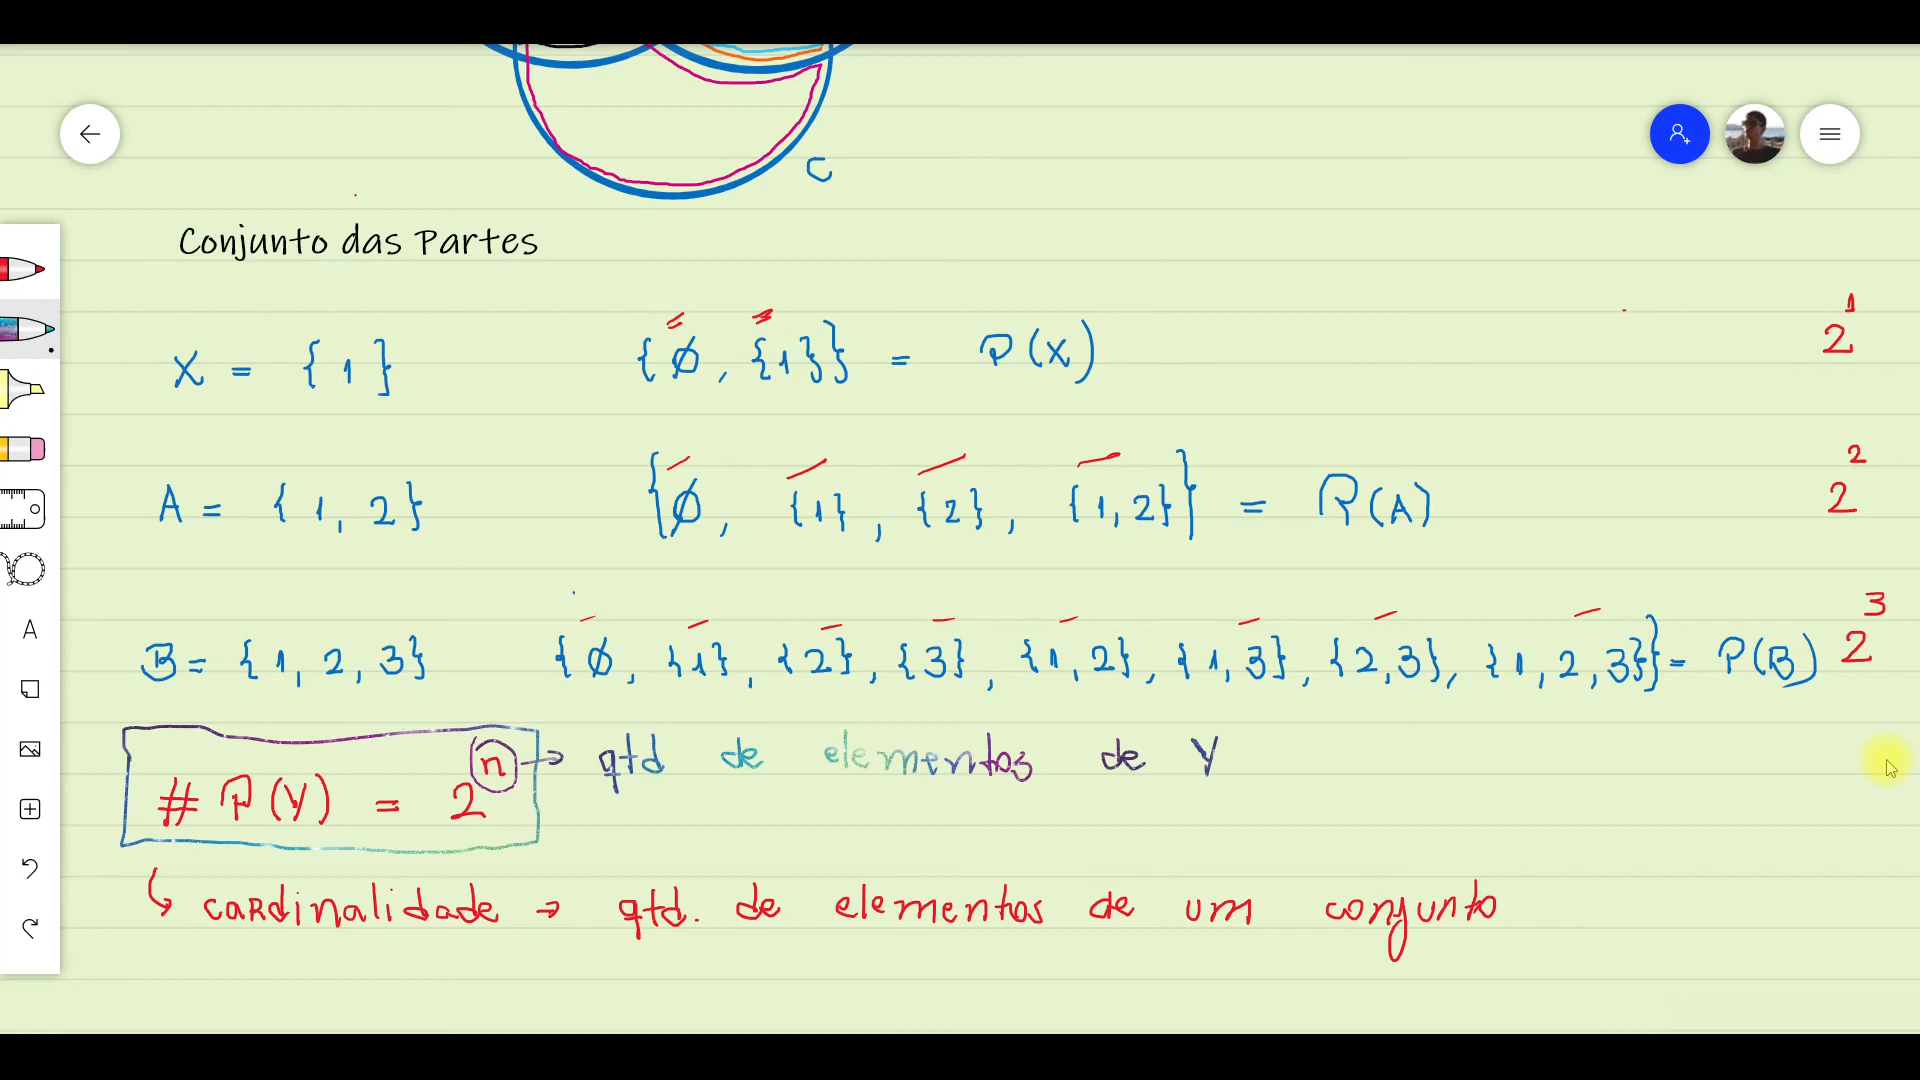 C
Conjunto das Partes
X = {1} {∅, {1}} = P(X) 2¹
A = {1, 2} {∅, {1}, {2}, {1, 2}} = P(A) 2²
B = {1, 2, 3} {∅, {1}, {2}, {3}, {1, 2}, {1, 3}, {2, 3}, {1, 2, 3}} = P(B) 2³
# P(Y) = 2ⁿ → qtd de elementos de Y
↳ cardinalidade → qtd. de elementos de um conjunto